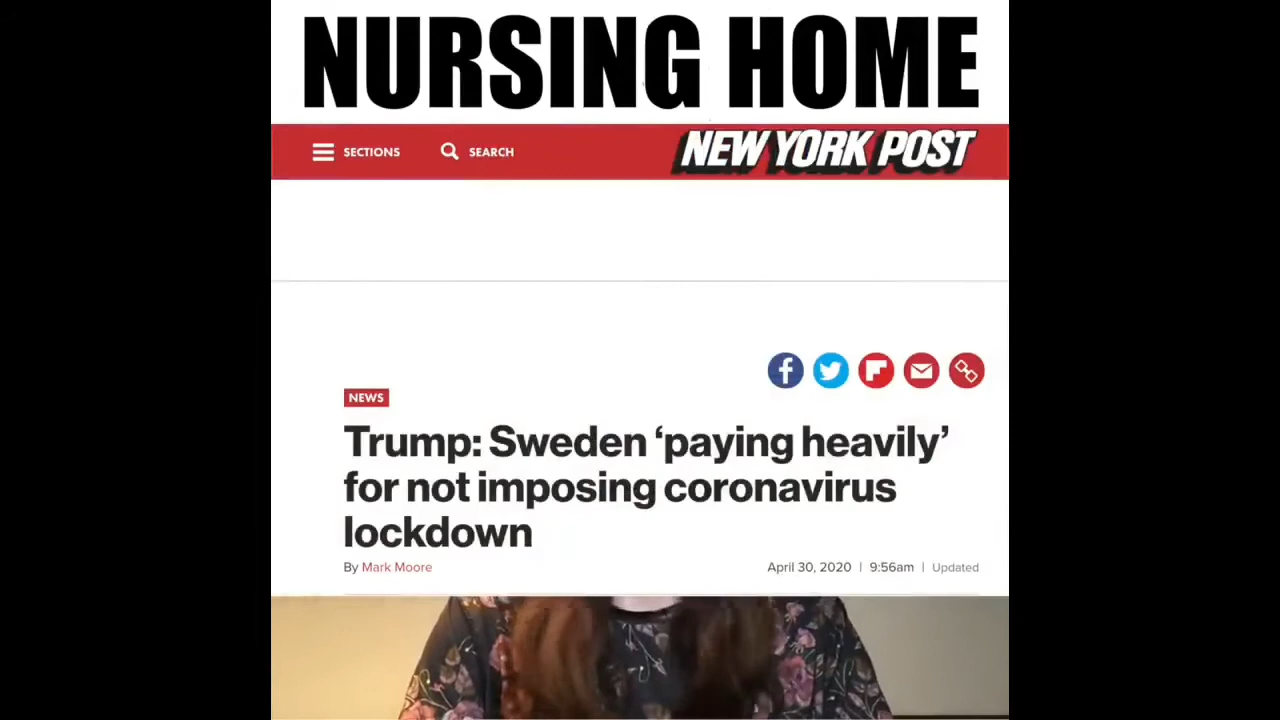 NURSING HOME
SECTIONS SEARCH NEW YORK POST
NEWS
Trump: Sweden ‘paying heavily’
for not imposing coronavirus
lockdown
By Mark Moore April 30, 2020 | 9:56am | Updated